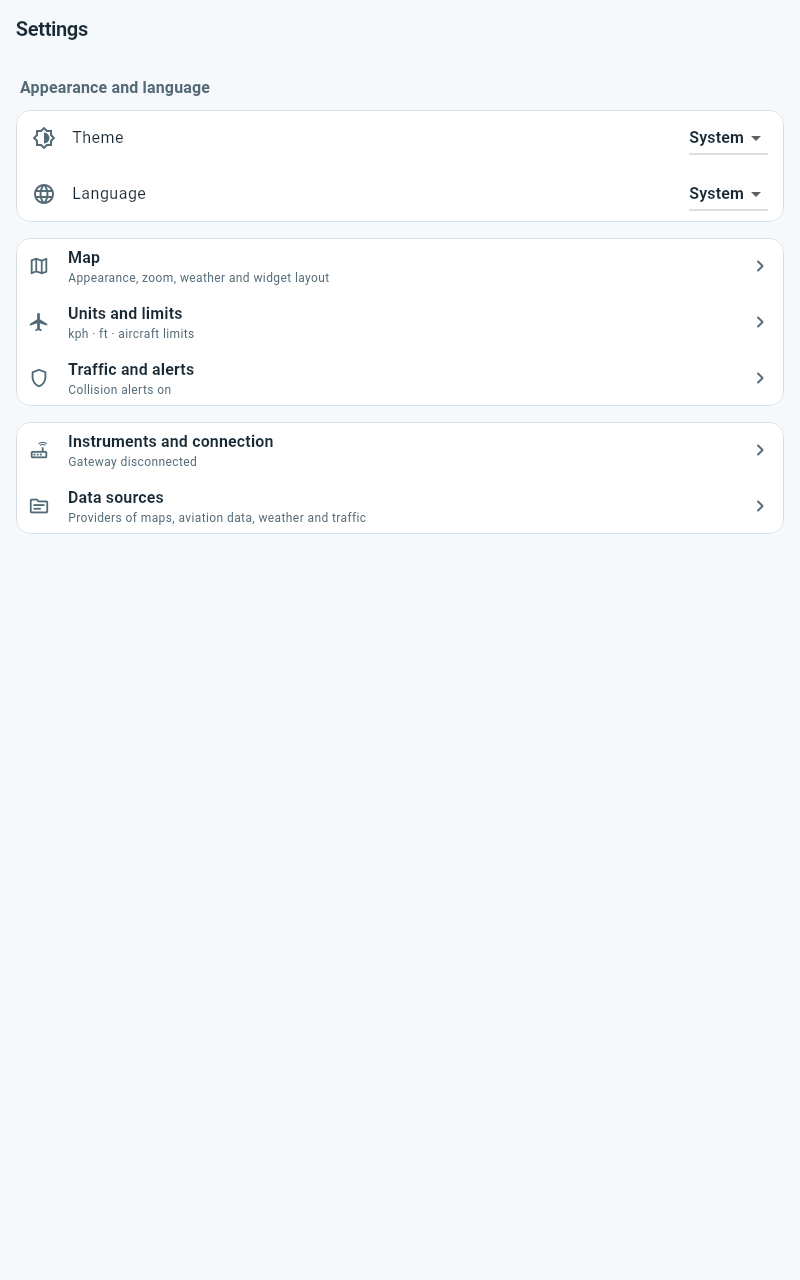 Settings
Appearance and language
Theme
System
Language
System
Map
Appearance, zoom, weather and widget layout
Units and limits
kph · ft · aircraft limits
Traffic and alerts
Collision alerts on
Instruments and connection
Gateway disconnected
Data sources
Providers of maps, aviation data, weather and traffic